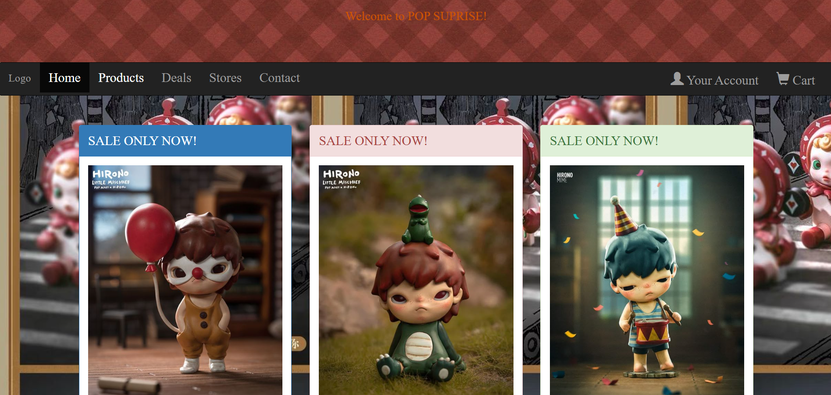 Welcome to POP SUPRISE!
Logo Home Products Deals Stores Contact Your Account Cart
SALE ONLY NOW! SALE ONLY NOW! SALE ONLY NOW!
HIRONO
LITTLE MISCHIEF
HIRONO
LITTLE MISCHIEF
HIRONO
MIME